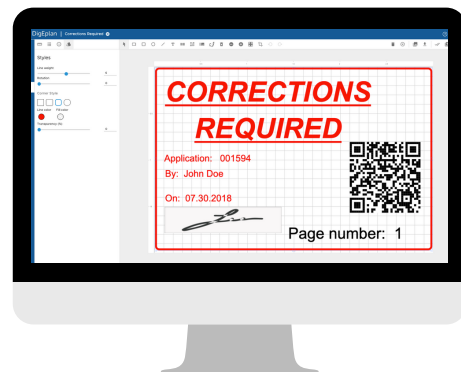 DigEplan Corrections Required
Styles
Line weight
Rotation
Corner Style
Line color Fill color
Transparency: 0%
CORRECTIONS
REQUIRED
Application: 001594
By: John Doe
On: 07.30.2018
Page number: 1